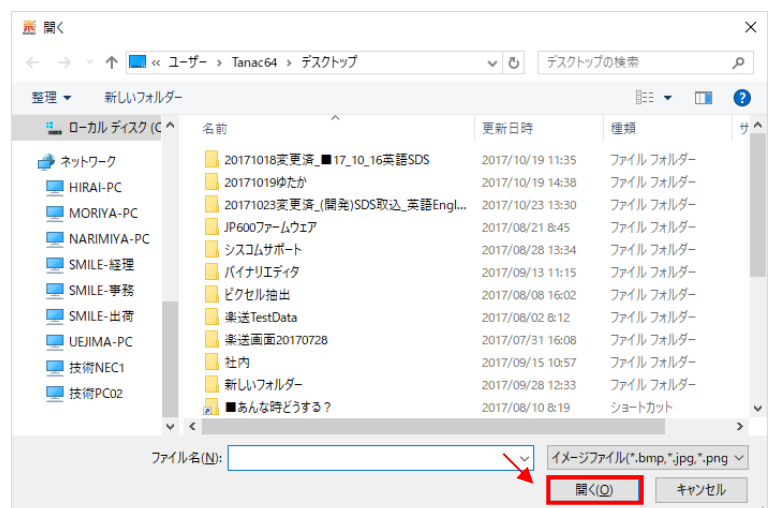 開く
« ユーザー › Tanac64 › デスクトップ
デスクトップの検索
整理 ▼ 新しいフォルダー
ローカル ディスク (C
ネットワーク
HIRAI-PC
MORIYA-PC
NARIMIYA-PC
SMILE-経理
SMILE-事務
SMILE-出荷
UEJIMA-PC
技術NEC1
技術PC02
名前 更新日時 種類 サ
20171018変更済_■17_10_16英語SDS 2017/10/19 11:35 ファイル フォルダー
20171019ゆたか 2017/10/19 14:38 ファイル フォルダー
20171023変更済_(開発)SDS取込_英語Engl... 2017/10/23 13:30 ファイル フォルダー
JP600ファームウェア 2017/08/21 8:45 ファイル フォルダー
シスコムサポート 2017/08/28 13:34 ファイル フォルダー
バイナリエディタ 2017/09/13 11:15 ファイル フォルダー
ピクセル抽出 2017/08/08 16:02 ファイル フォルダー
楽送TestData 2017/08/02 8:12 ファイル フォルダー
楽送画面20170728 2017/07/31 16:08 ファイル フォルダー
社内 2017/09/15 10:57 ファイル フォルダー
新しいフォルダー 2017/09/28 12:33 ファイル フォルダー
■あんな時どうする？ 2017/08/10 8:19 ショートカット
ファイル名(N):
イメージファイル(*.bmp,*.jpg,*.png
開く(O) キャンセル